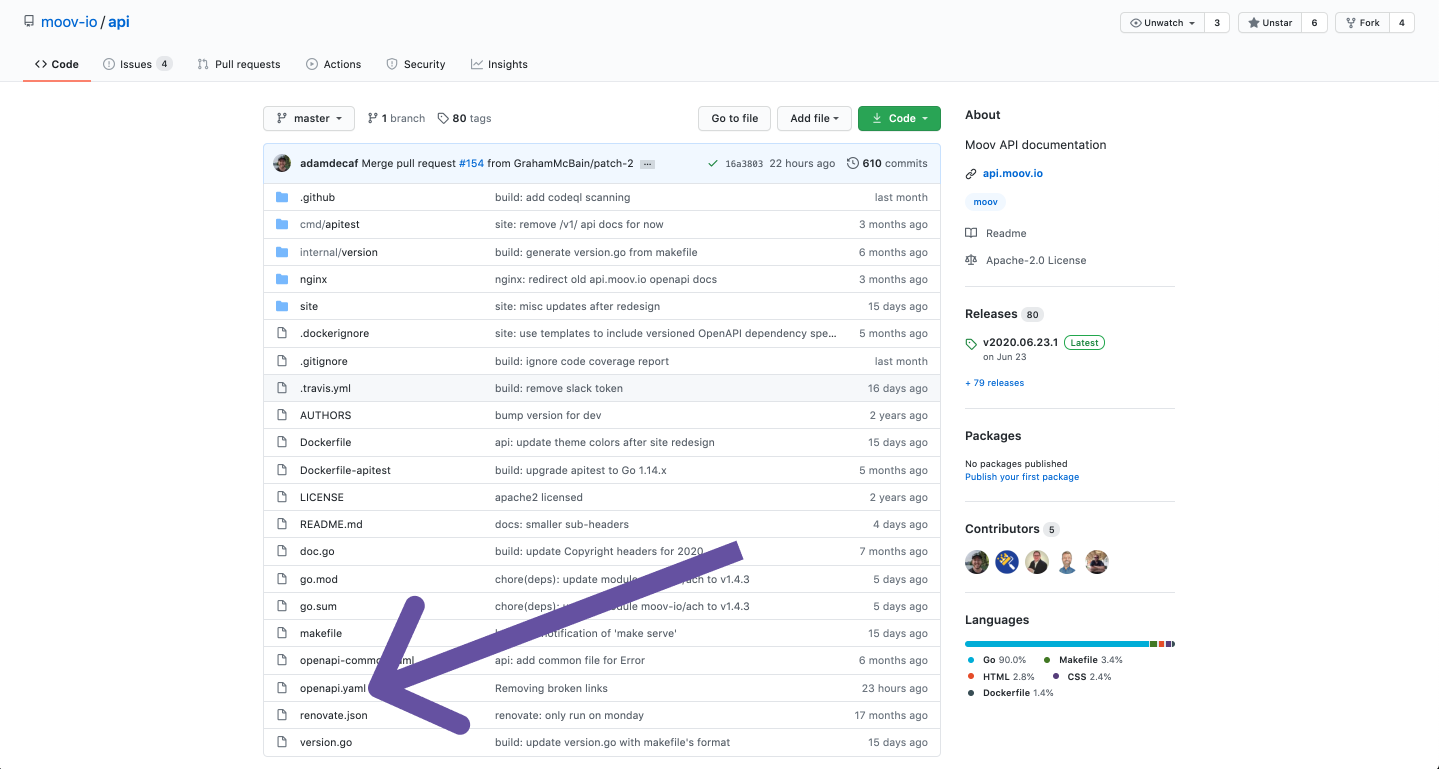 moov-io / api
Unwatch 3 Unstar 6 Fork 4
Code Issues 4 Pull requests Actions Security Insights
master 1 branch 80 tags Go to file Add file Code
adamdecaf Merge pull request #154 from GrahamMcBain/patch-2 ... 16a3803 22 hours ago 610 commits
.github build: add codeql scanning last month
cmd/apitest site: remove /v1/ api docs for now 3 months ago
internal/version build: generate version.go from makefile 6 months ago
nginx nginx: redirect old api.moov.io openapi docs 3 months ago
site site: misc updates after redesign 15 days ago
.dockerignore site: use templates to include versioned OpenAPI dependency spe... 5 months ago
.gitignore build: ignore code coverage report last month
.travis.yml build: remove slack token 16 days ago
AUTHORS bump version for dev 2 years ago
Dockerfile api: update theme colors after site redesign 15 days ago
Dockerfile-apitest build: upgrade apitest to Go 1.14.x 5 months ago
LICENSE apache2 licensed 2 years ago
README.md docs: smaller sub-headers 4 days ago
doc.go build: update Copyright headers for 2020 7 months ago
go.mod chore(deps): update module /ach to v1.4.3 5 days ago
go.sum chore(deps): module moov-io/ach to v1.4.3 5 days ago
makefile notification of 'make serve' 15 days ago
api: add common file for Error 6 months ago
openapi.yaml Removing broken links 23 hours ago
renovate.json renovate: only run on monday 17 months ago
version.go build: update version.go with makefile's format 15 days ago
About
Moov API documentation
api.moov.io
moov
Readme
Apache-2.0 License
Releases 80
v2020.06.23.1 Latest
on Jun 23
+ 79 releases
Packages
No packages published
Publish your first package
Contributors 5
Languages
Go 90.0% Makefile 3.4%
HTML 2.8% CSS 2.4%
Dockerfile 1.4%